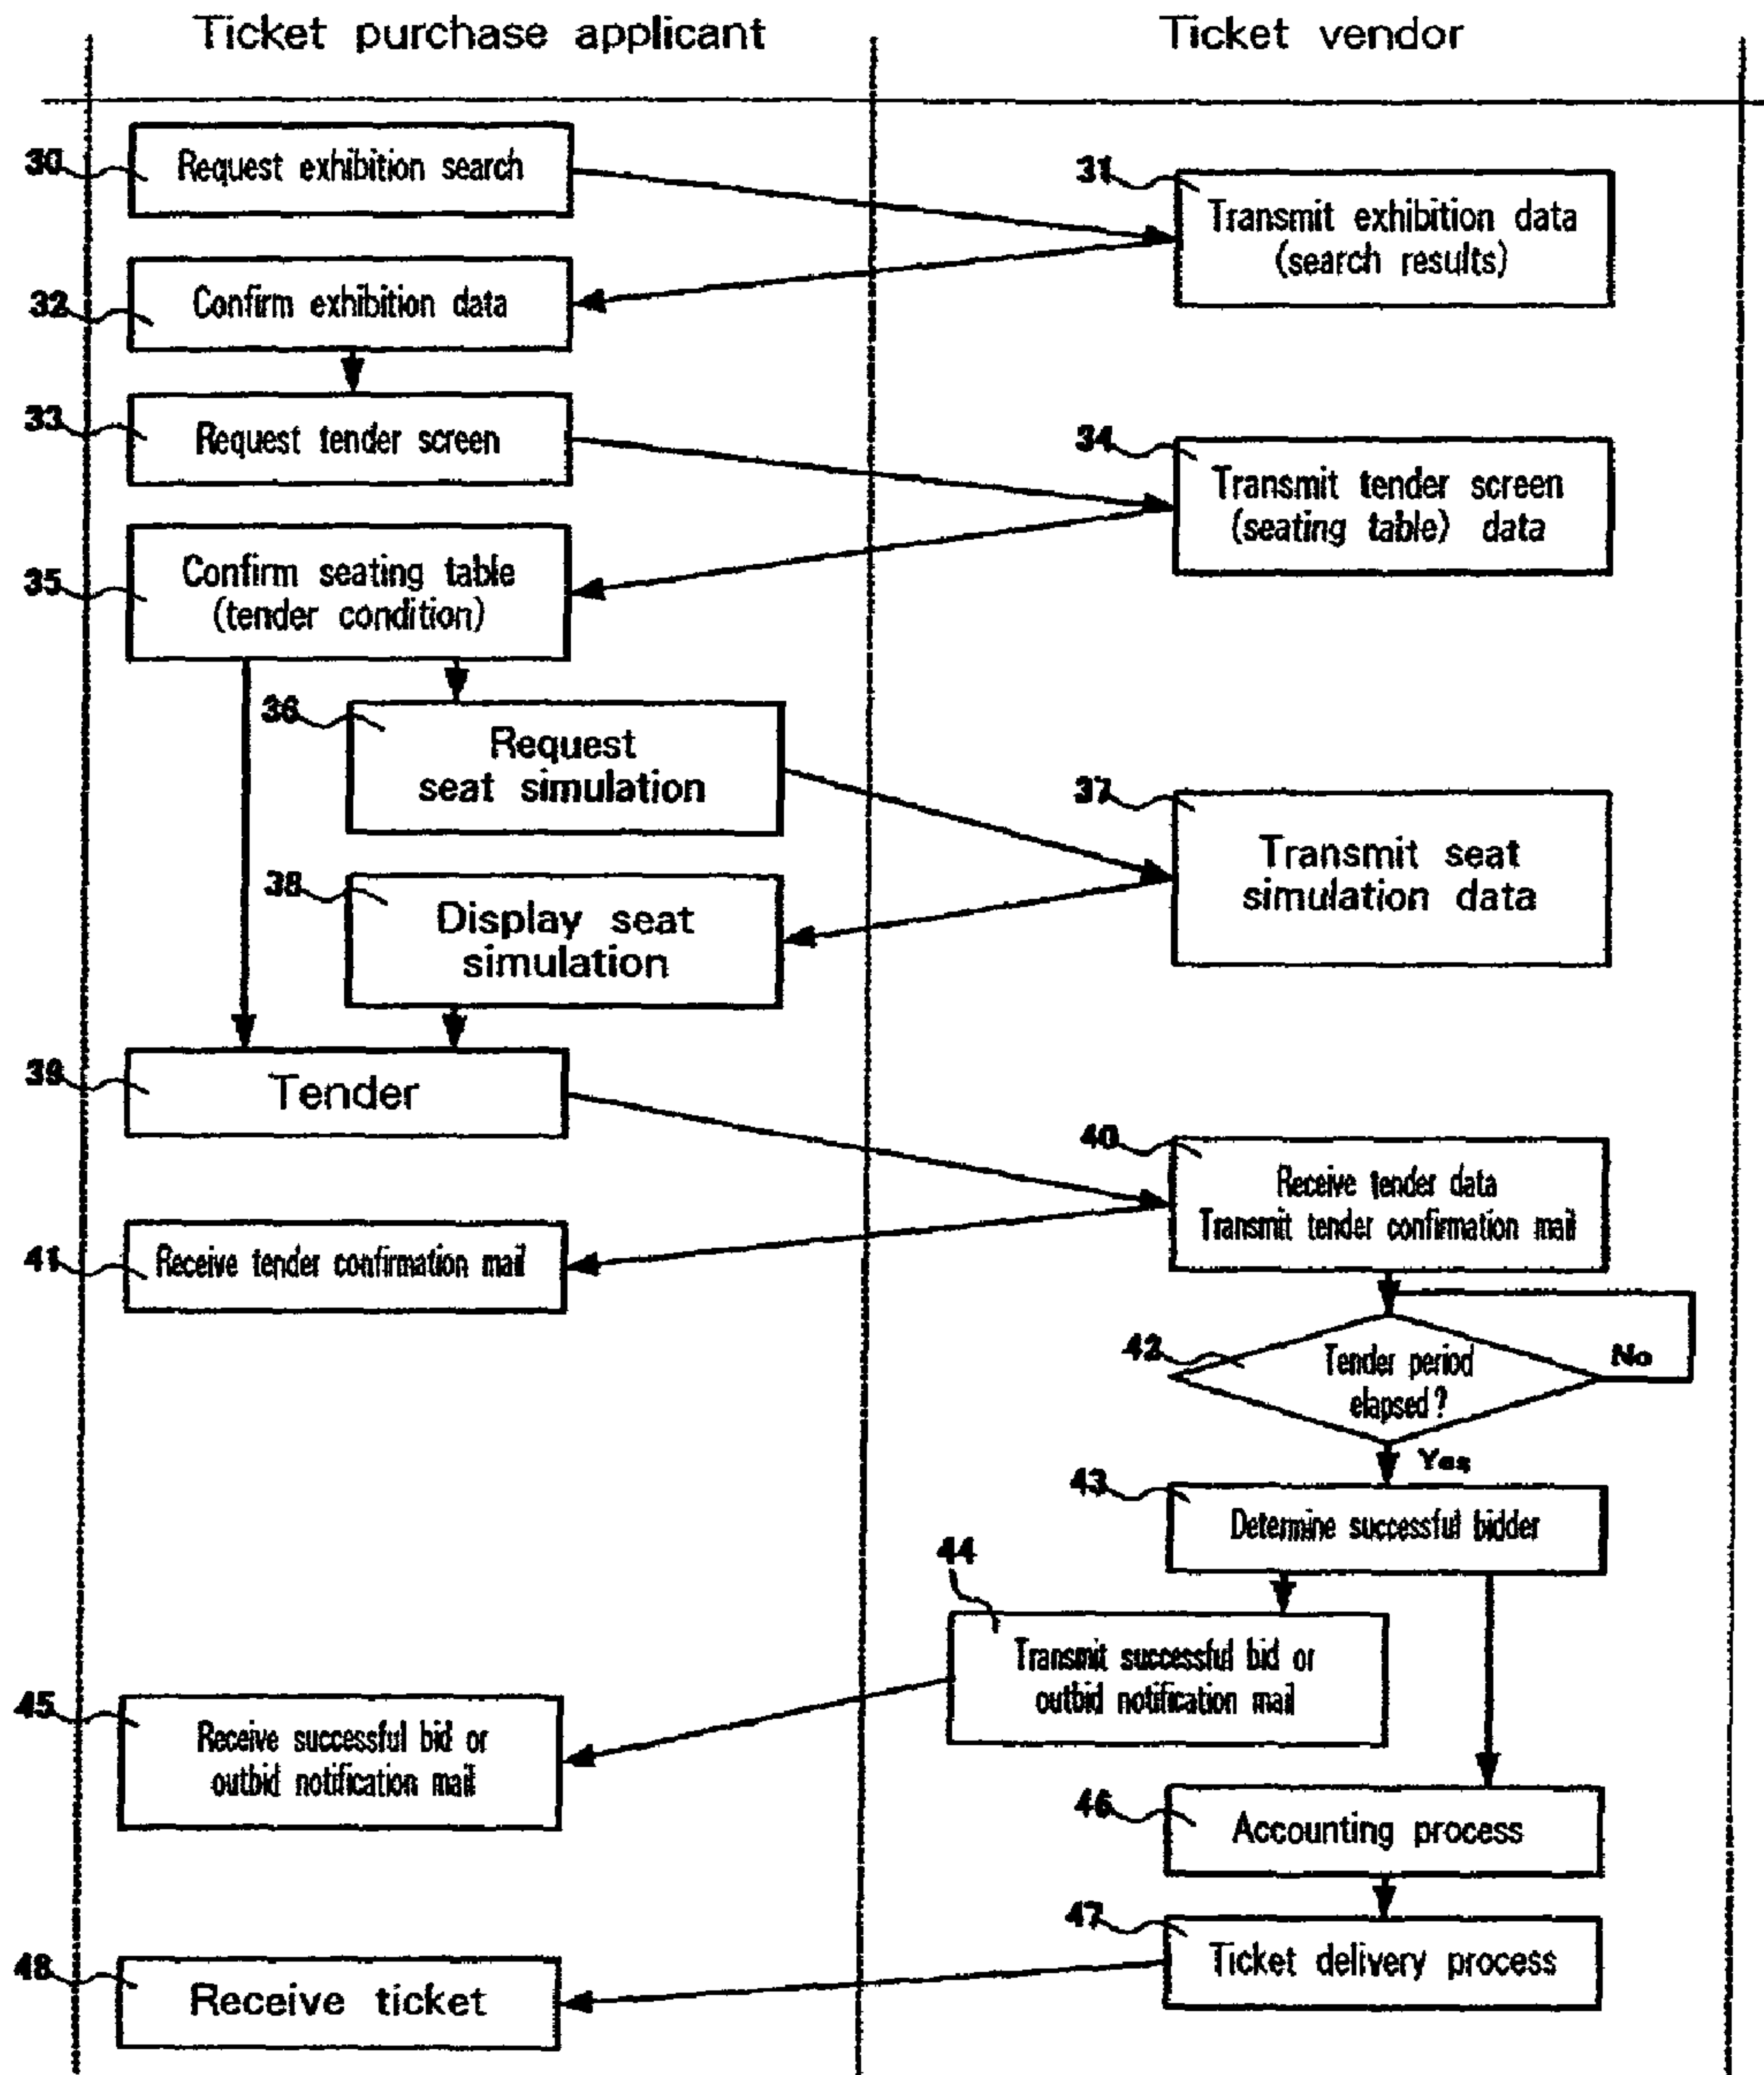 Ticket purchase applicant
Ticket vendor
30
Request exhibition search
31
Transmit exhibition data
(search results)
32
Confirm exhibition data
33
Request tender screen
34
Transmit tender screen
(seating table) data
35
Confirm seating table
(tender condition)
36
Request
seat simulation
37
Transmit seat
simulation data
38
Display seat
simulation
39
Tender
40
Receive tender data
Transmit tender confirmation mail
41
Receive tender confirmation mail
42
Tender period
elapsed?
No
Yes
43
Determine successful bidder
44
Transmit successful bid or
outbid notification mail
45
Receive successful bid or
outbid notification mail
46
Accounting process
47
Ticket delivery process
48
Receive ticket